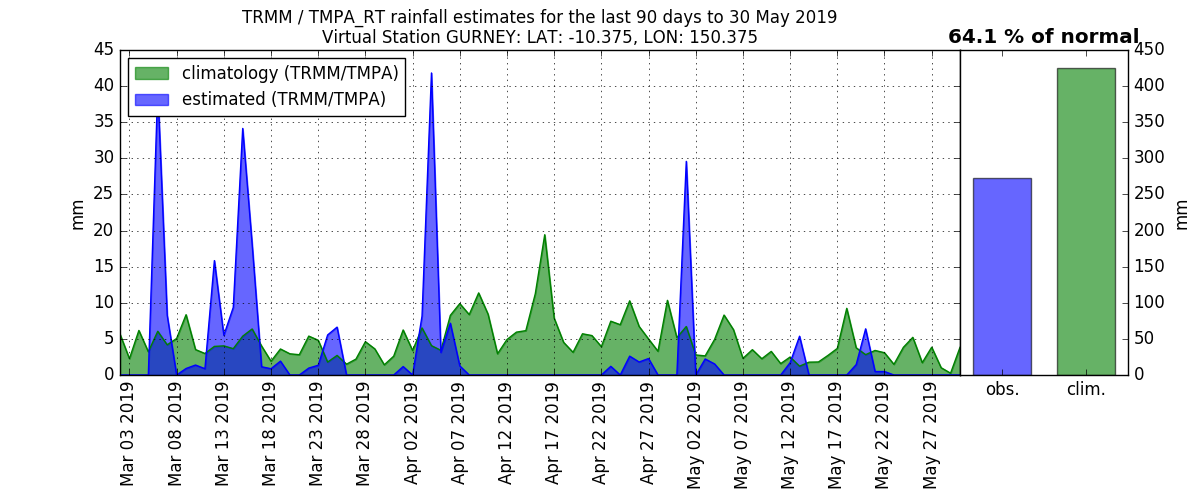 TRMM / TMPA_RT rainfall estimates for the last 90 days to 30 May 2019
Virtual Station GURNEY: LAT: -10.375, LON: 150.375
64.1 % of normal
climatology (TRMM/TMPA)
estimated (TRMM/TMPA)
mm
45
40
35
30
25
20
15
10
5
0
Mar 03 2019
Mar 08 2019
Mar 13 2019
Mar 18 2019
Mar 23 2019
Mar 28 2019
Apr 02 2019
Apr 07 2019
Apr 12 2019
Apr 17 2019
Apr 22 2019
Apr 27 2019
May 02 2019
May 07 2019
May 12 2019
May 17 2019
May 22 2019
May 27 2019
obs.
clim.
450
400
350
300
250
200
150
100
50
0
mm